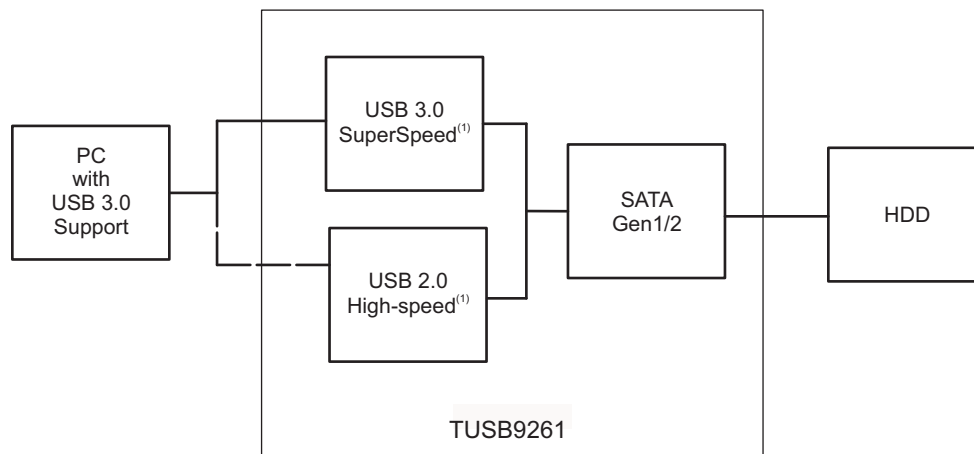 PC
with
USB 3.0
Support
USB 3.0
SuperSpeed(1)
USB 2.0
High-speed(1)
SATA
Gen1/2
HDD
TUSB9261